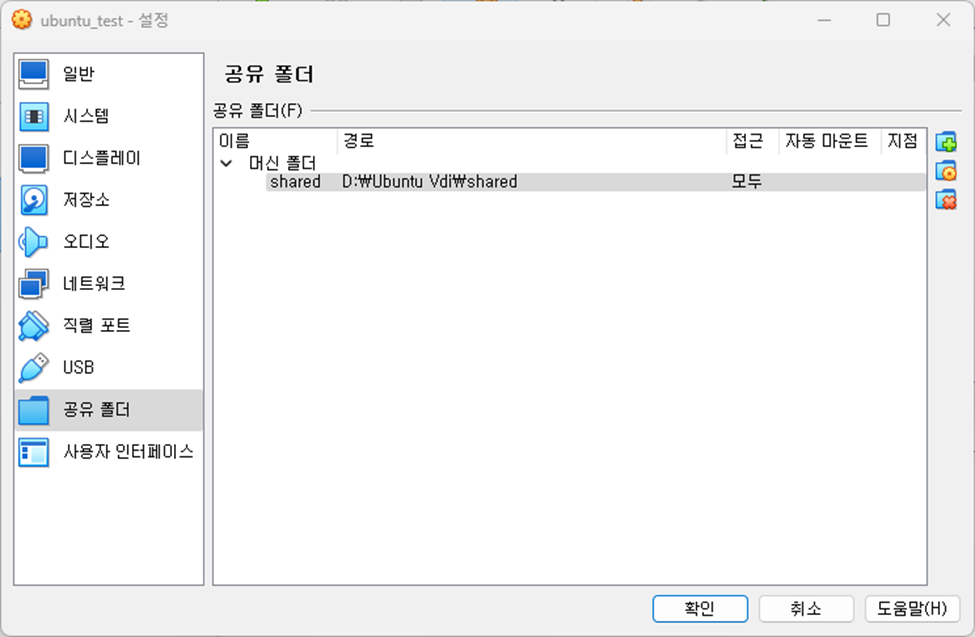 ubuntu_test - 설정
일반
시스템
디스플레이
저장소
오디오
네트워크
직렬 포트
USB
공유 폴더
사용자 인터페이스
공유 폴더
공유 폴더(F)
이름 경로 접근 자동 마운트 지점
머신 폴더
shared D:₩Ubuntu Vdi₩shared 모두
확인 취소 도움말(H)